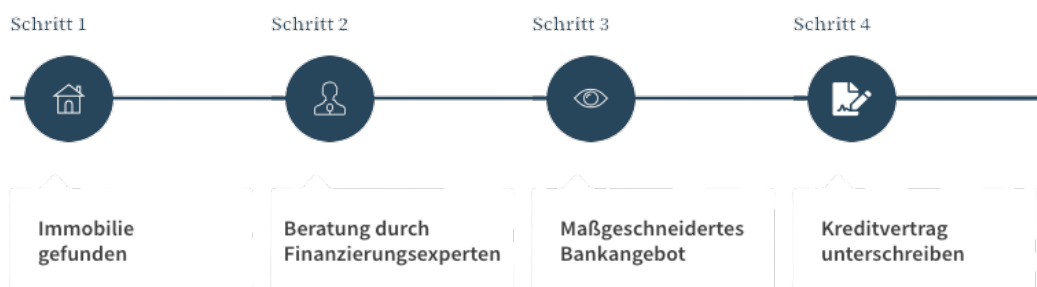 Schritt 1
Schritt 2
Schritt 3
Schritt 4
Immobilie
gefunden
Beratung durch
Finanzierungsexperten
Maßgeschneidertes
Bankangebot
Kreditvertrag
unterschreiben